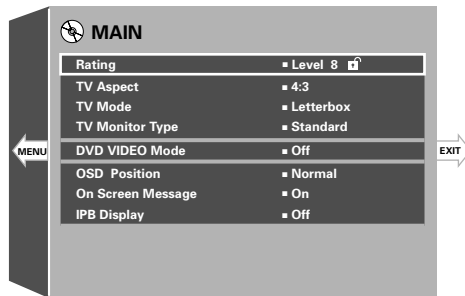 MAIN
Rating ▪ Level 8
TV Aspect ▪ 4:3
TV Mode ▪ Letterbox
TV Monitor Type ▪ Standard
MENU
DVD VIDEO Mode ▪ Off
EXIT
OSD Position ▪ Normal
On Screen Message ▪ On
IPB Display ▪ Off